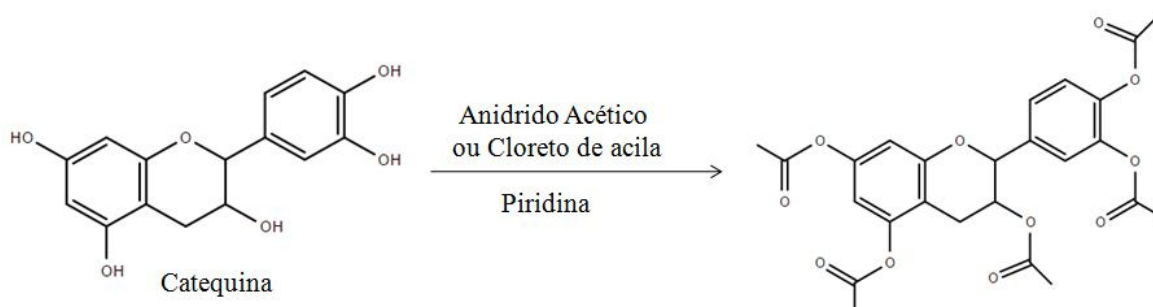 OH
HO
O
OH
OH
OH
Catequina
Anidrido Acético
ou Cloreto de acila
Piridina
O
O
O
O
O
O
O
O
O
O
O